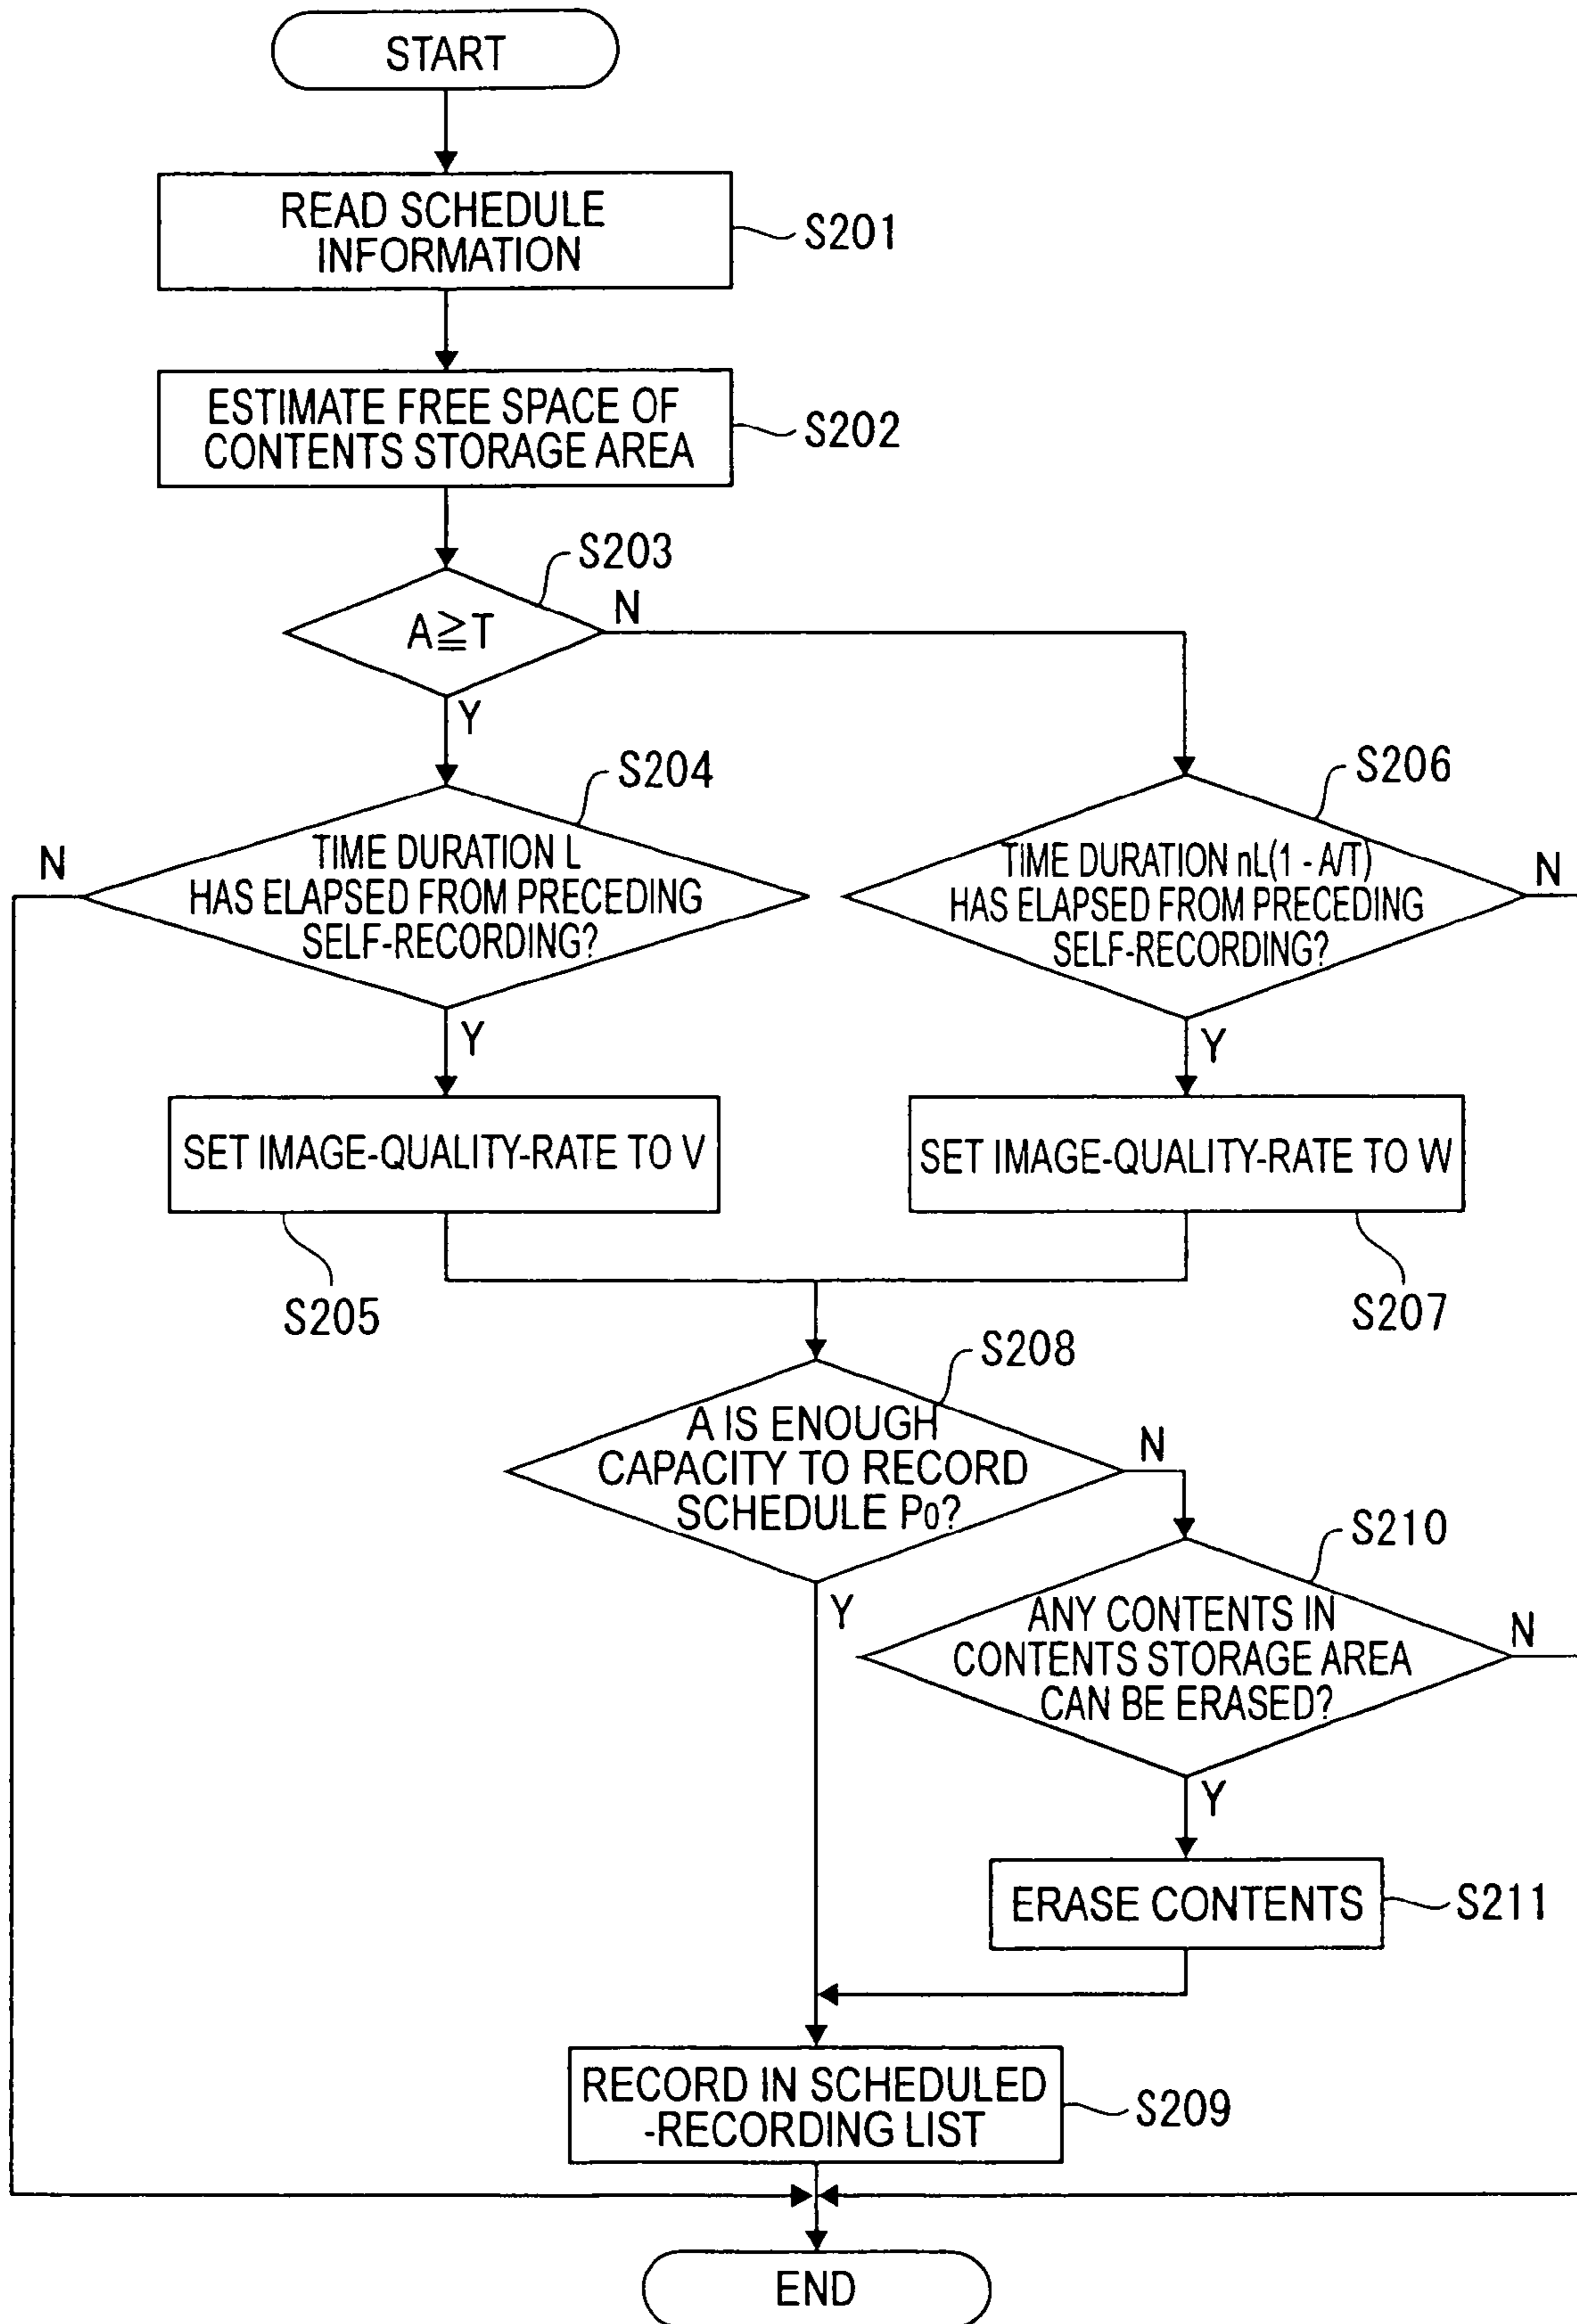 START
READ SCHEDULE
INFORMATION
S201
ESTIMATE FREE SPACE OF
CONTENTS STORAGE AREA
S202
S203
A≧T
N
Y
S204
TIME DURATION L
HAS ELAPSED FROM PRECEDING
SELF-RECORDING?
N
Y
S206
TIME DURATION nL(1 - A/T)
HAS ELAPSED FROM PRECEDING
SELF-RECORDING?
N
Y
SET IMAGE-QUALITY-RATE TO V
S205
SET IMAGE-QUALITY-RATE TO W
S207
S208
A IS ENOUGH
CAPACITY TO RECORD
SCHEDULE P0?
N
Y
S210
ANY CONTENTS IN
CONTENTS STORAGE AREA
CAN BE ERASED?
N
Y
ERASE CONTENTS
S211
RECORD IN SCHEDULED
-RECORDING LIST
S209
END